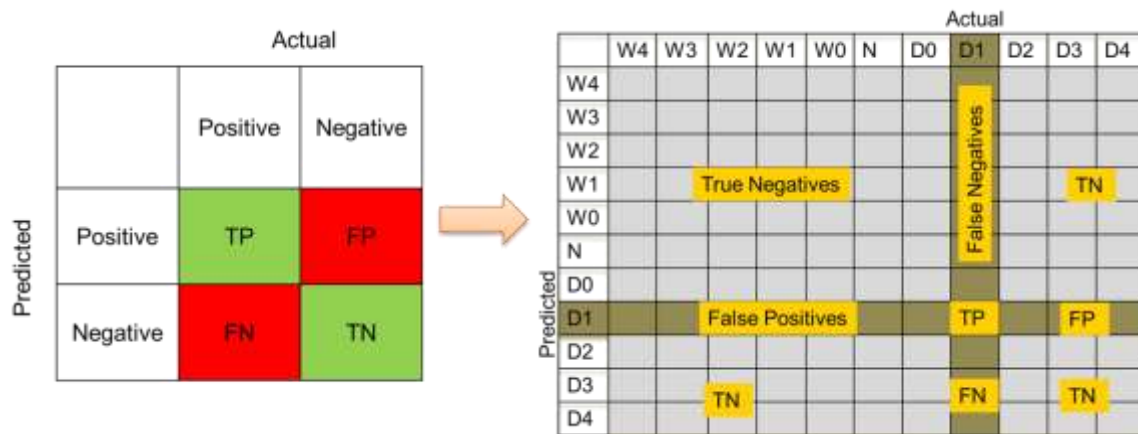 Actual
Positive Negative
Predicted
Positive TP FP
Negative FN TN
Actual
W4 W3 W2 W1 W0 N D0 D1 D2 D3 D4
Predicted
W4
W3
W2
W1 True Negatives False Negatives TN
W0
N
D0
D1 False Positives TP FP
D2
D3 TN FN TN
D4